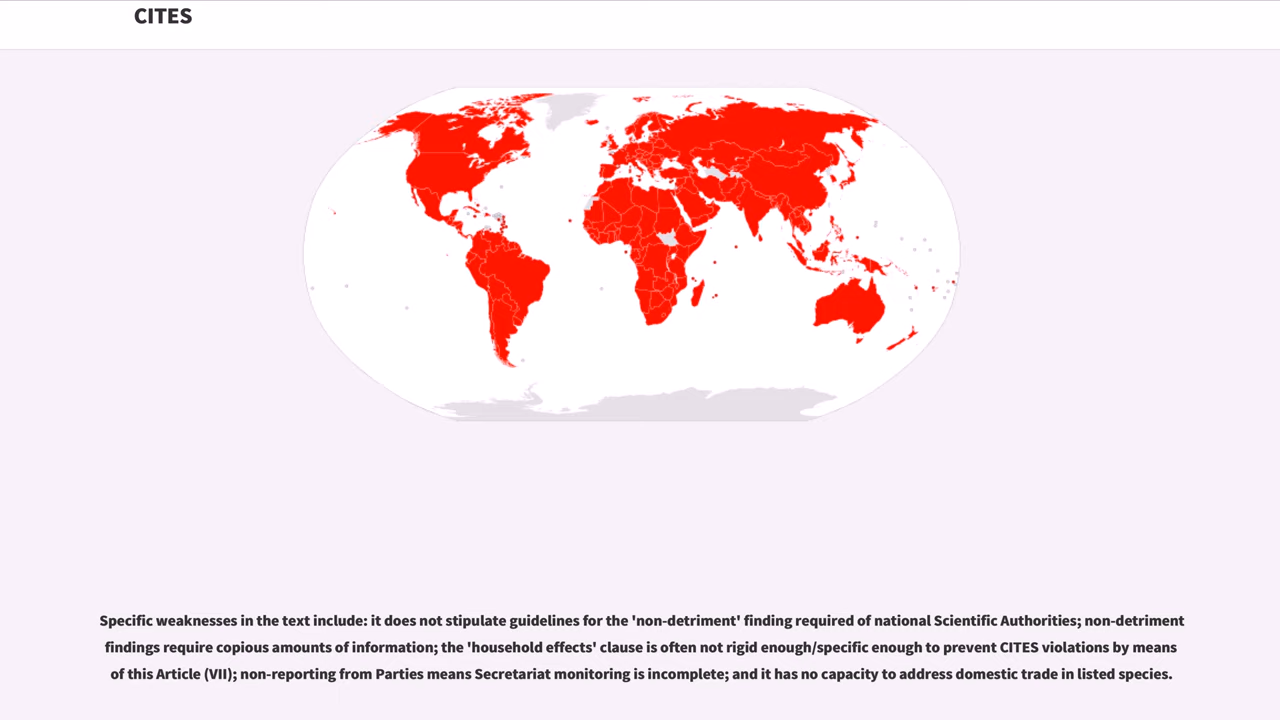 CITES
Specific weaknesses in the text include: it does not stipulate guidelines for the 'non-detriment' finding required of national Scientific Authorities; non-detriment
findings require copious amounts of information; the 'household effects' clause is often not rigid enough/specific enough to prevent CITES violations by means
of this Article (VII); non-reporting from Parties means Secretariat monitoring is incomplete; and it has no capacity to address domestic trade in listed species.